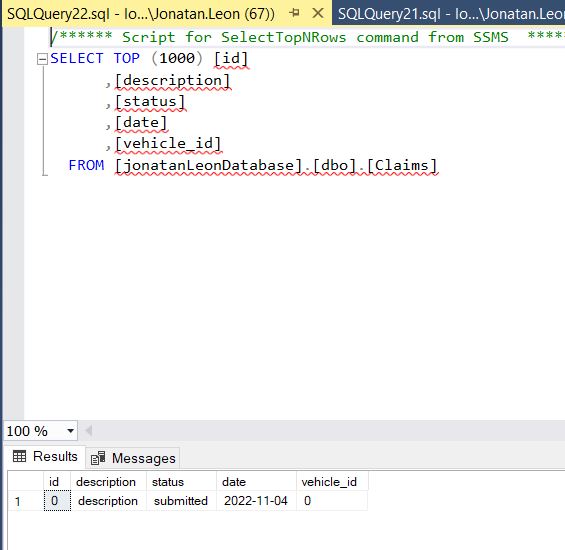 SQLQuery22.sql - lo...\Jonatan.Leon (67))
SQLQuery21.sql - lo...\Jonatan.Leon
/****** Script for SelectTopNRows command from SSMS *****
SELECT TOP (1000) [id]
,[description]
,[status]
,[date]
,[vehicle_id]
FROM [jonatanLeonDatabase].[dbo].[Claims]
100 %
Results Messages
id description status date vehicle_id
1 0 description submitted 2022-11-04 0